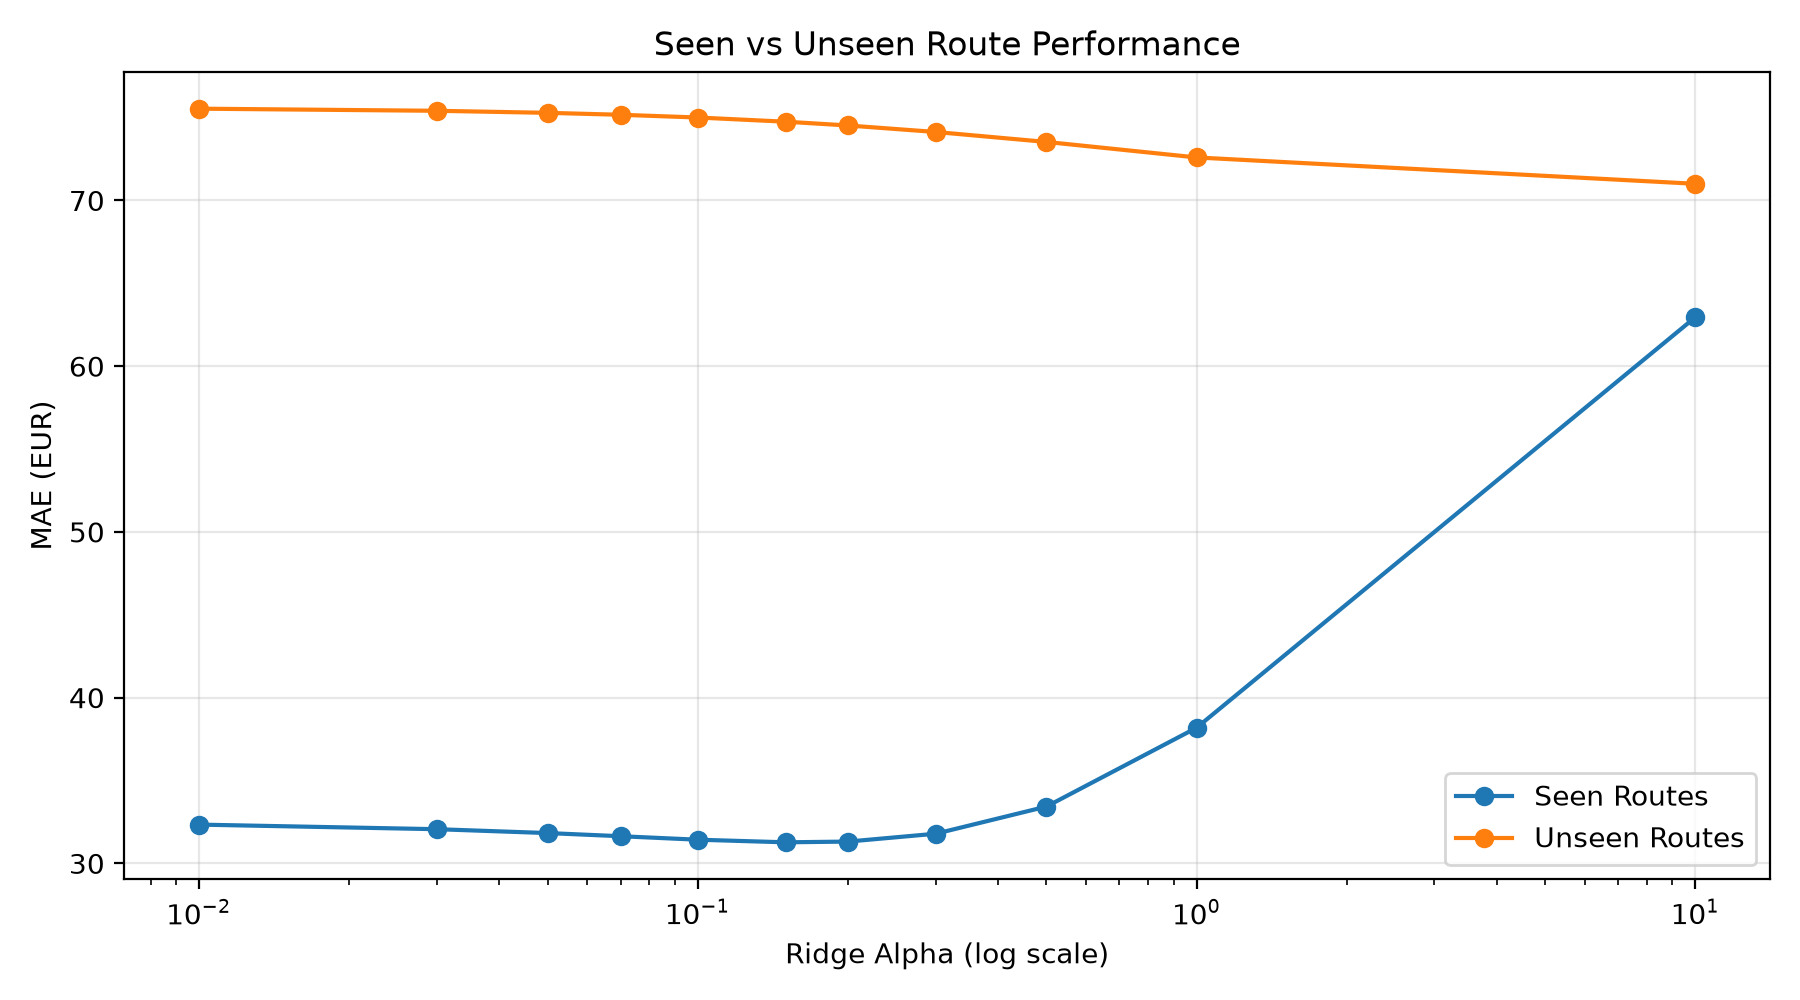 Seen vs Unseen Route Performance
MAE (EUR)
70
60
50
40
30
10⁻²
10⁻¹
10⁰
10¹
Ridge Alpha (log scale)
Seen Routes
Unseen Routes